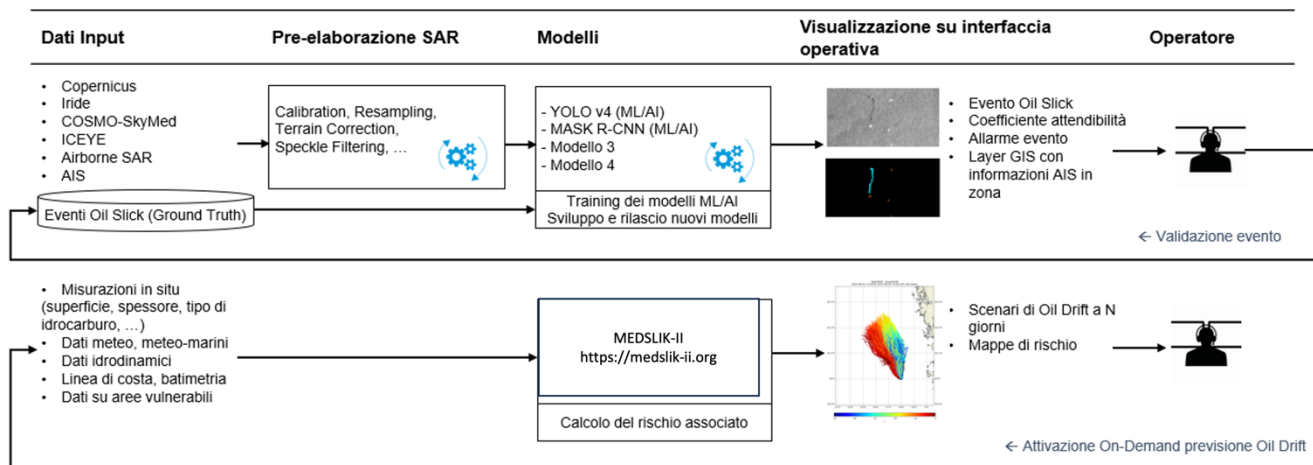 Dati Input
Pre-elaborazione SAR
Modelli
Visualizzazione su interfaccia
operativa
Operatore
• Copernicus
• Iride
• COSMO-SkyMed
• ICEYE
• Airborne SAR
• AIS
Eventi Oil Slick (Ground Truth)
Calibration, Resampling,
Terrain Correction,
Speckle Filtering, …
- YOLO v4 (ML/AI)
- MASK R-CNN (ML/AI)
- Modello 3
- Modello 4
Training dei modelli ML/AI
Sviluppo e rilascio nuovi modelli
• Evento Oil Slick
• Coefficiente attendibilità
• Allarme evento
• Layer GIS con
informazioni AIS in
zona
← Validazione evento
• Misurazioni in situ
(superficie, spessore, tipo di
idrocarburo, …)
• Dati meteo, meteo-marini
• Dati idrodinamici
• Linea di costa, batimetria
• Dati su aree vulnerabili
MEDSLIK-II
https://medslik-ii.org
Calcolo del rischio associato
• Scenari di Oil Drift a N
giorni
• Mappe di rischio
← Attivazione On-Demand previsione Oil Drift